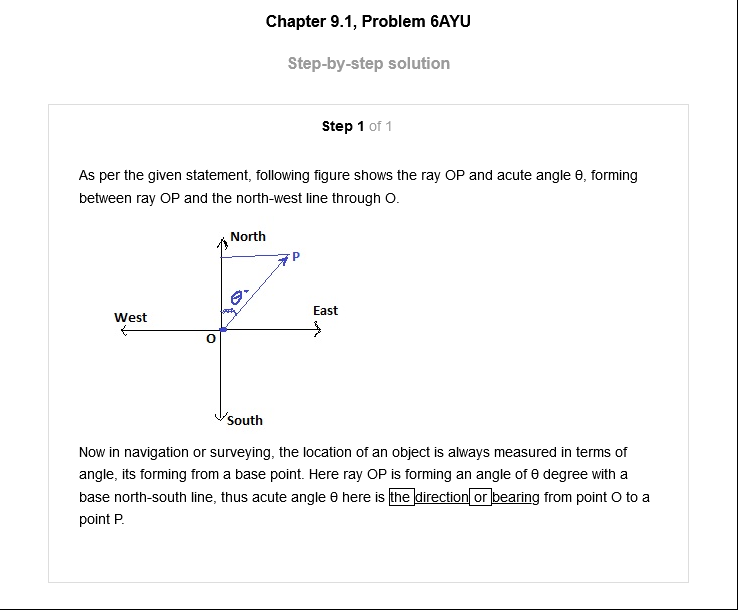 Chapter 9.1, Problem 6AYU
Step-by-step solution
Step 1 of 1
As per the given statement, following figure shows the ray OP and acute angle θ, forming
between ray OP and the north-west line through O.
North
P
θ°
West
East
O
South
Now in navigation or surveying, the location of an object is always measured in terms of
angle, its forming from a base point. Here ray OP is forming an angle of θ degree with a
base north-south line, thus acute angle θ here is the direction or bearing from point O to a
point P.